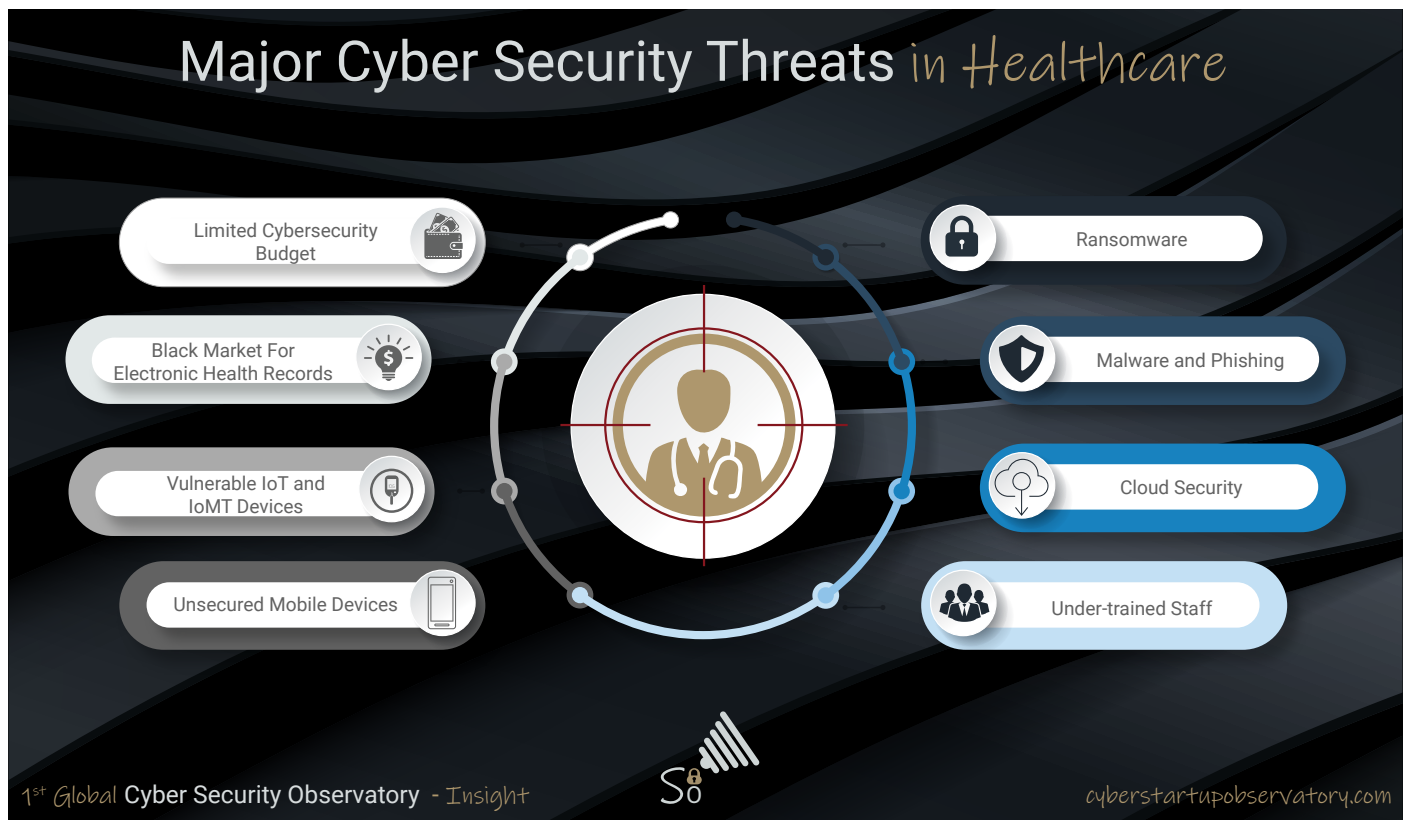 Major Cyber Security Threats in Healthcare
Limited Cybersecurity
Budget
Black Market For
Electronic Health Records
Vulnerable IoT and
IoMT Devices
Unsecured Mobile Devices
Ransomware
Malware and Phishing
Cloud Security
Under-trained Staff
So
1st Global Cyber Security Observatory - Insight
cyberstartupobservatory.com